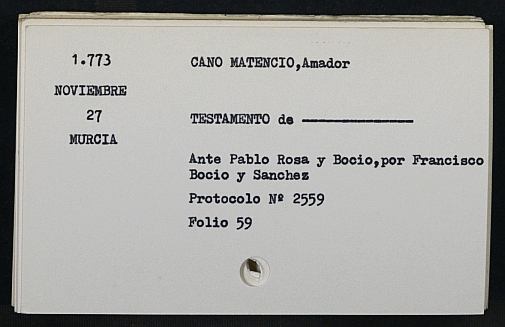 1.773
NOVIEMBRE
27
MURCIA
CANO MATENCIO,Amador
TESTAMENTO de ————————
Ante Pablo Rosa y Bocio,por Francisco
Bocio y Sanchez
Protocolo Nº 2559
Folio 59